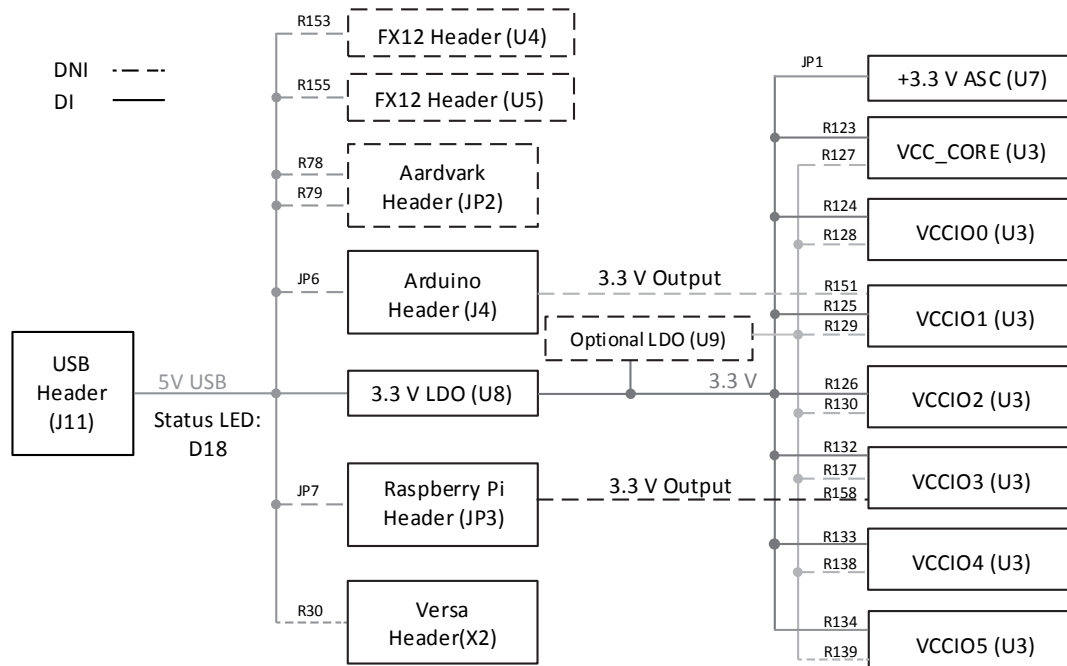 DNI
DI
R153
FX12 Header (U4)
R155
FX12 Header (U5)
R78
R79
Aardvark
Header (JP2)
JP6
Arduino
Header (J4)
3.3 V Output
Optional LDO (U9)
USB
Header
(J11)
5V USB
Status LED:
D18
3.3 V LDO (U8)
3.3 V
JP7
Raspberry Pi
Header (JP3)
3.3 V Output
R30
Versa
Header(X2)
JP1
+3.3 V ASC (U7)
R123
R127
VCC_CORE (U3)
R124
R128
VCCIO0 (U3)
R151
R125
R129
VCCIO1 (U3)
R126
R130
VCCIO2 (U3)
R132
R137
R158
VCCIO3 (U3)
R133
R138
VCCIO4 (U3)
R134
R139
VCCIO5 (U3)